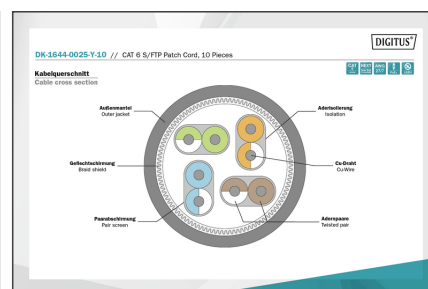 DIGITUS®
DK-1644-0025-Y-10 // CAT 6 S/FTP Patch Cord, 10 Pieces
Kabelquerschnitt
Cable cross section
Außenmantel
Outer jacket
Aderisolierung
Isolation
Geflechtschirmung
Braid shield
Cu-Draht
Cu-Wire
Paarabschirmung
Pair screen
Adernpaare
Twisted pair